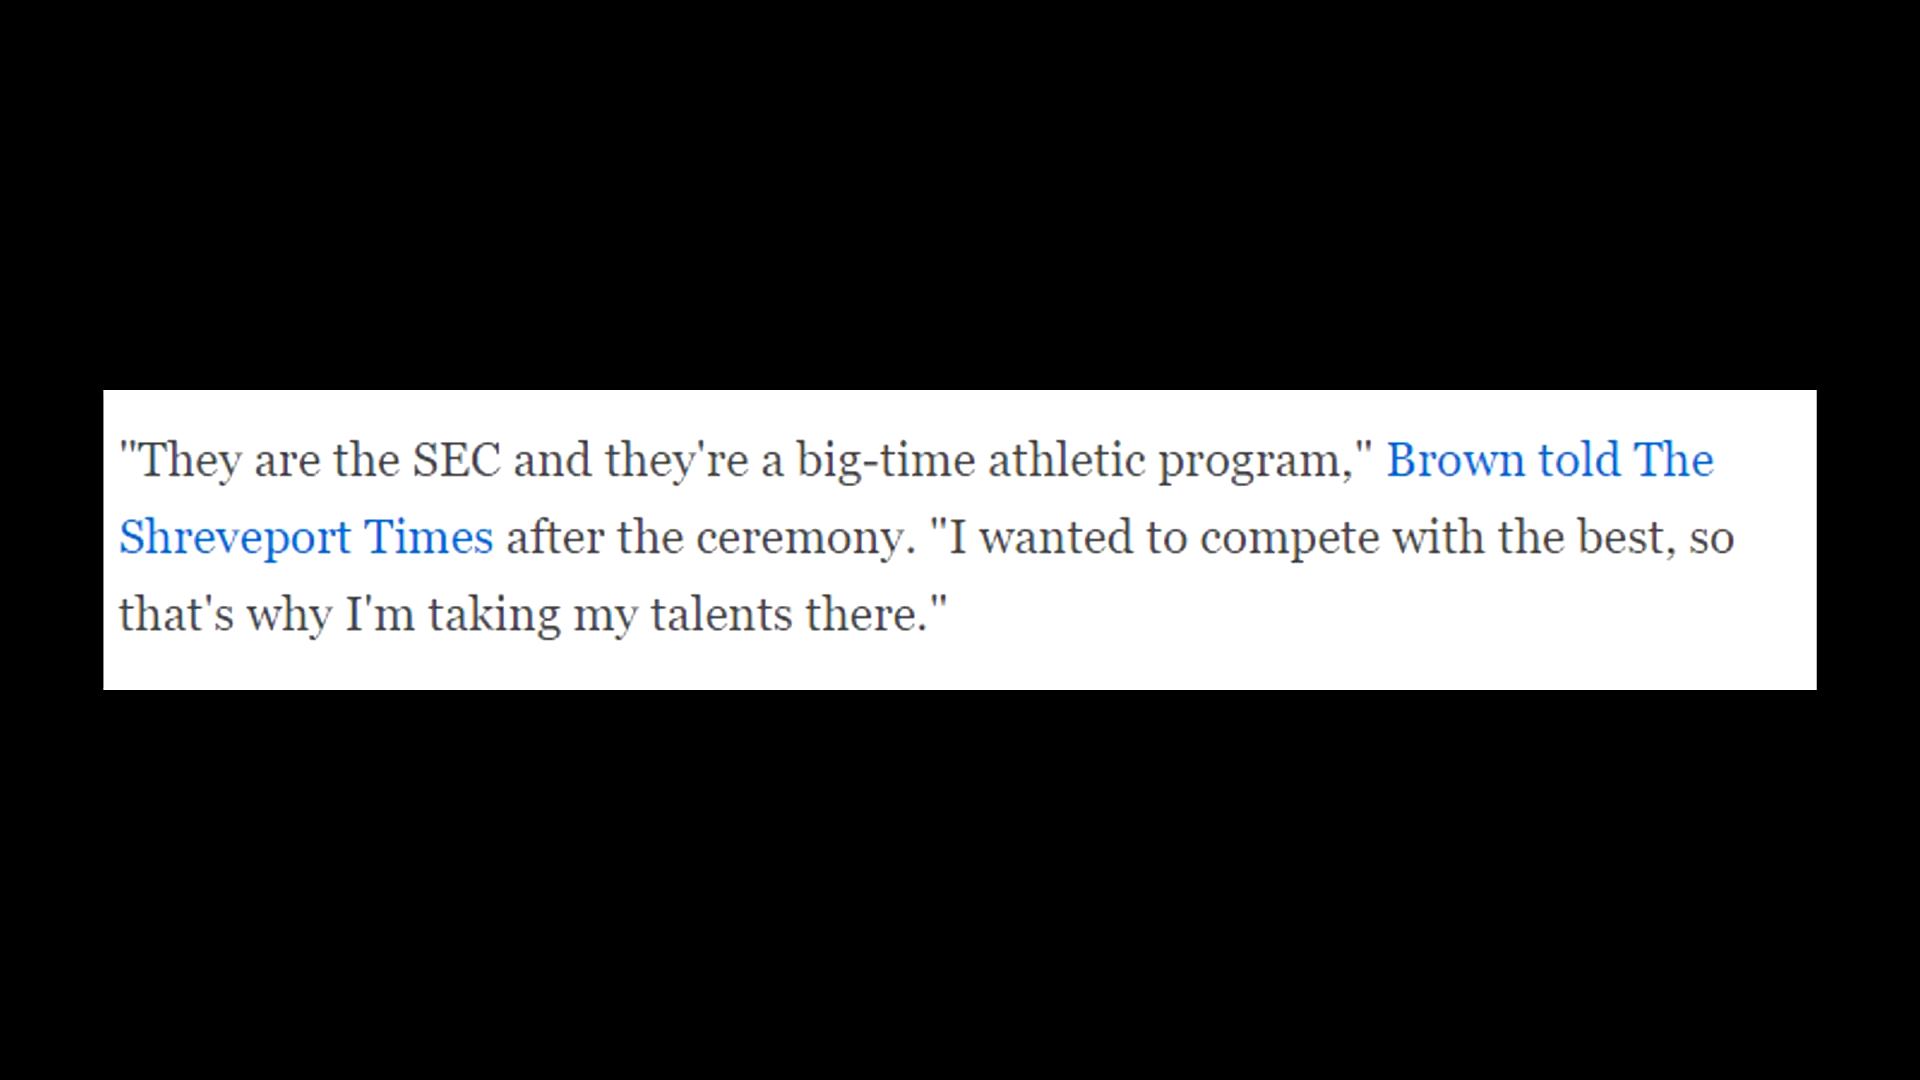 "They are the SEC and they're a big-time athletic program," Brown told The
Shreveport Times after the ceremony. "I wanted to compete with the best, so
that's why I'm taking my talents there."